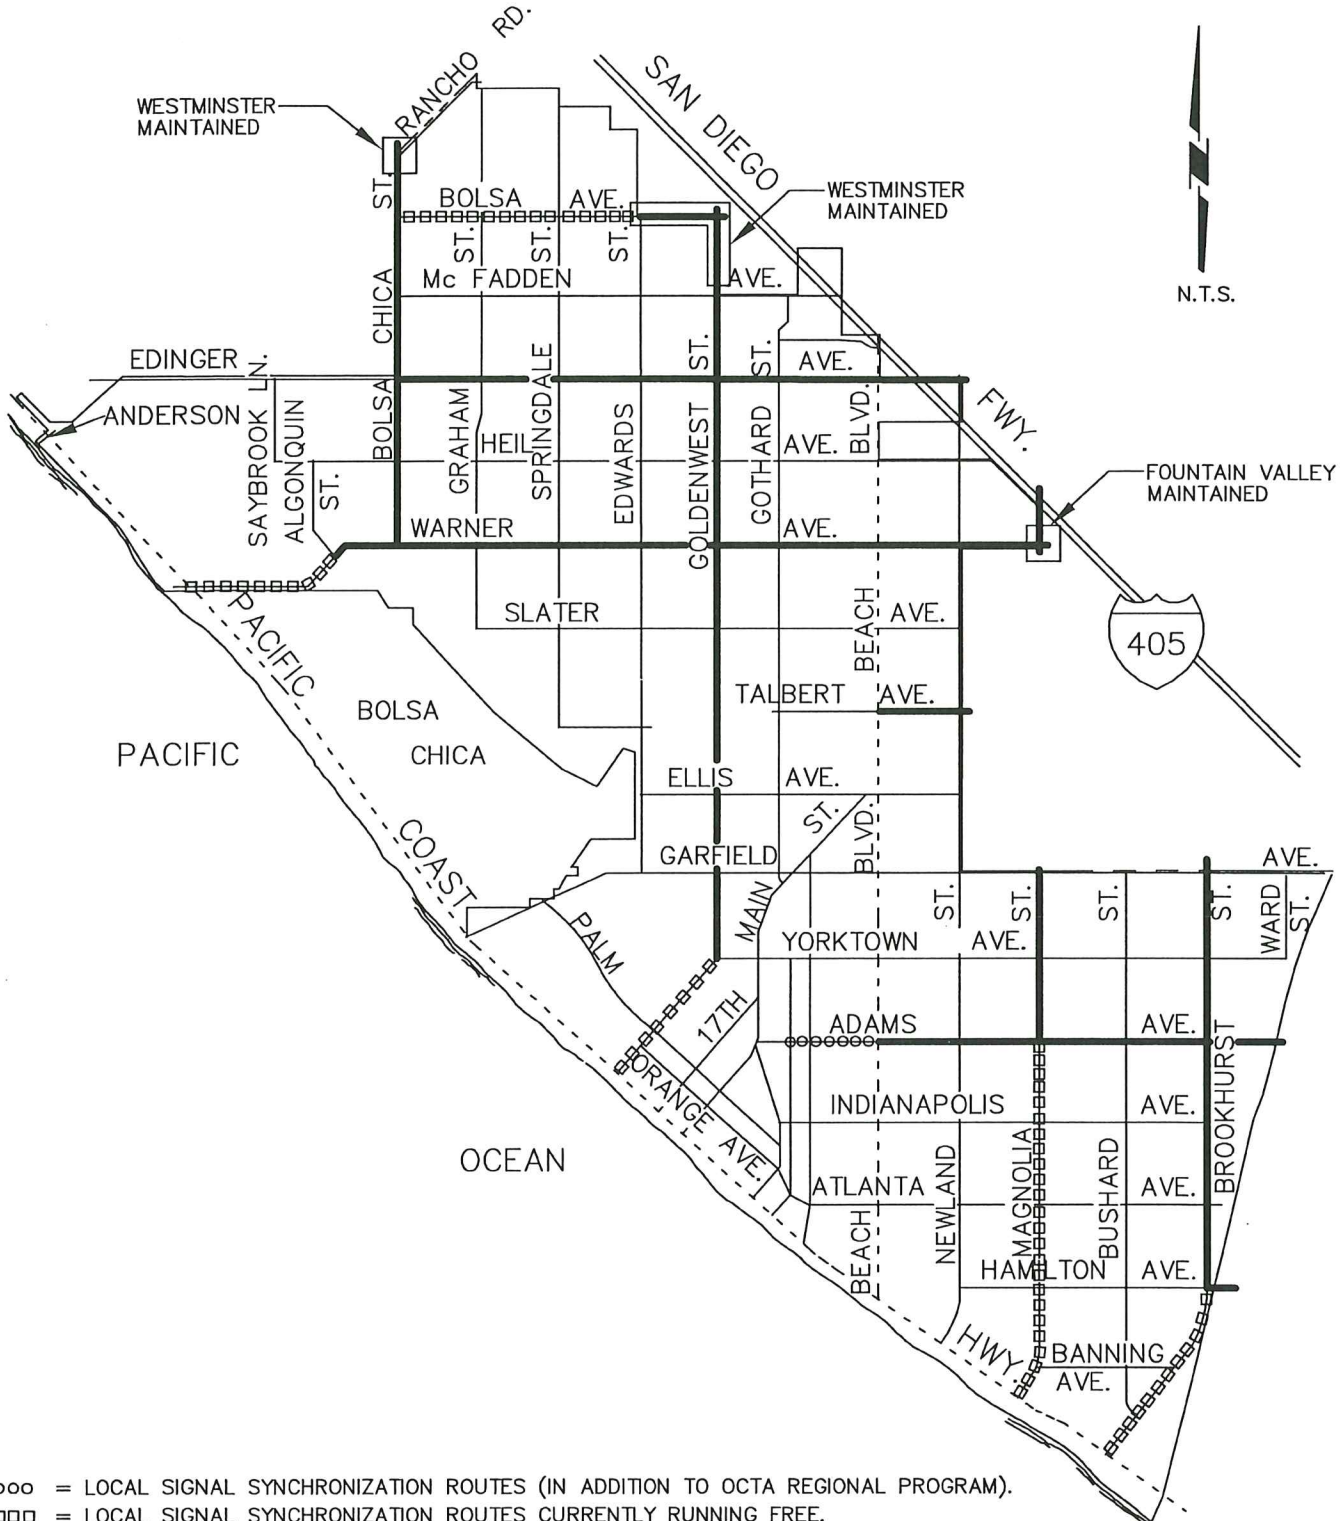 RANCHO RD.
SAN DIEGO
FWY.
WESTMINSTER
MAINTAINED
WESTMINSTER
MAINTAINED
N.T.S.
BOLSA AVE.
ST.
ST.
ST.
ST.
Mc FADDEN AVE.
BOLSA CHICA
EDINGER AVE.
ANDERSON
SAYBROOK LN.
ALGONQUIN
ST.
GRAHAM
SPRINGDALE
EDWARDS
GOLDENWEST ST.
GOTHARD ST.
BLVD.
HEIL AVE.
FOUNTAIN VALLEY
MAINTAINED
WARNER AVE.
SLATER AVE.
BEACH
405
TALBERT AVE.
BOLSA
CHICA
PACIFIC
PACIFIC
COAST
HWY.
ELLIS AVE.
MAIN ST.
BLVD.
GARFIELD AVE.
ST.
ST.
ST.
ST.
WARD ST.
PALM
YORKTOWN AVE.
17TH
ADAMS AVE.
ORANGE AVE.
INDIANAPOLIS AVE.
BROOKHURST
OCEAN
ATLANTA AVE.
BEACH
NEWLAND
MAGNOLIA
BUSHARD
HAMILTON AVE.
BANNING
AVE.
= LOCAL SIGNAL SYNCHRONIZATION ROUTES (IN ADDITION TO OCTA REGIONAL PROGRAM).
= LOCAL SIGNAL SYNCHRONIZATION ROUTES CURRENTLY RUNNING FREE.